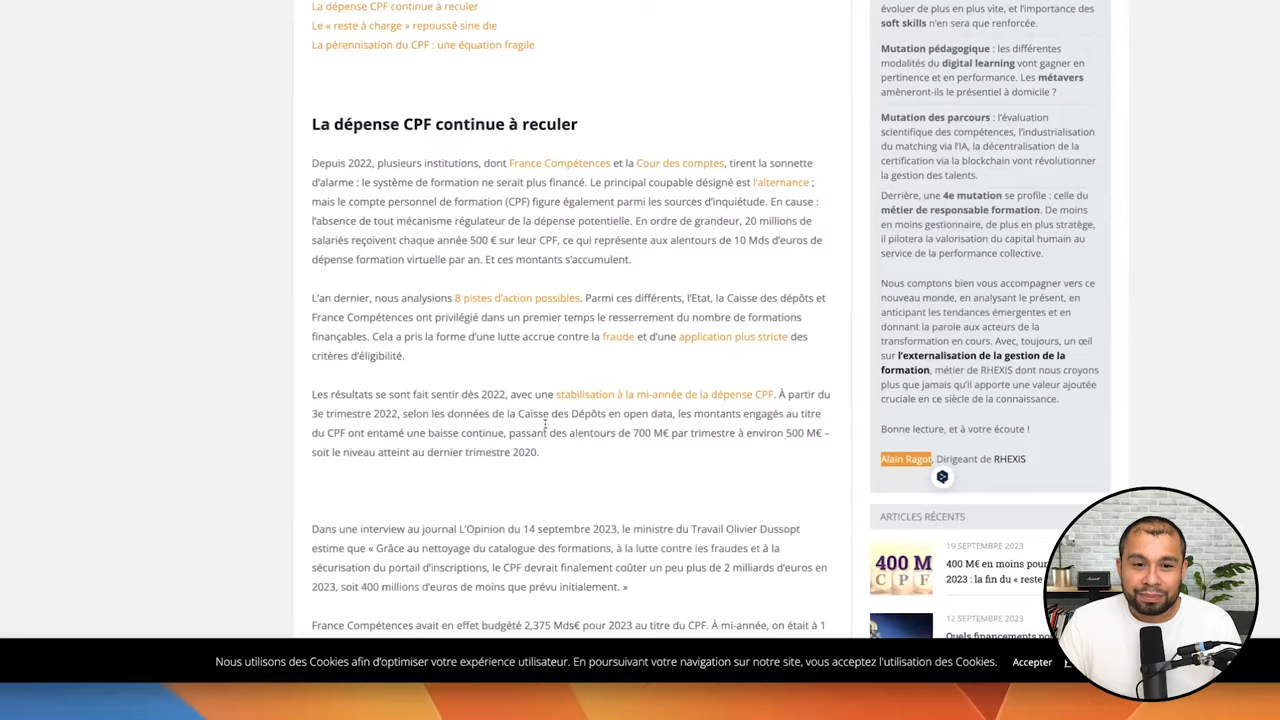 La dépense CPF continue à reculer
Le « reste à charge » repoussé sine die
La pérennisation du CPF : une équation fragile
La dépense CPF continue à reculer
Depuis 2022, plusieurs institutions, dont France Compétences et la Cour des comptes, tirent la sonnette
d'alarme : le système de formation ne serait plus financé. Le principal coupable désigné est l'alternance ;
mais le compte personnel de formation (CPF) figure également parmi les sources d'inquiétude. En cause :
l'absence de tout mécanisme régulateur de la dépense potentielle. En ordre de grandeur, 20 millions de
salariés reçoivent chaque année 500 € sur leur CPF, ce qui représente aux alentours de 10 Mds d'euros de
dépense formation virtuelle par an. Et ces montants s'accumulent.
L'an dernier, nous analysions 8 pistes d'action possibles. Parmi ces différents, l'Etat, la Caisse des dépôts et
France Compétences ont privilégié dans un premier temps le resserrement du nombre de formations
finançables. Cela a pris la forme d'une lutte accrue contre la fraude et d'une application plus stricte des
critères d'éligibilité.
Les résultats se sont fait sentir dès 2022, avec une stabilisation à la mi-année de la dépense CPF. À partir du
3e trimestre 2022, selon les données de la Caisse des Dépôts en open data, les montants engagés au titre
du CPF ont entamé une baisse continue, passant des alentours de 700 M€ par trimestre à environ 500 M€ –
soit le niveau atteint au dernier trimestre 2020.
Dans une interview au journal L'Opinion du 14 septembre 2023, le ministre du Travail Olivier Dussopt
estime que « Grâce au nettoyage du catalogue des formations, à la lutte contre les fraudes et à la
sécurisation du portail d'inscriptions, le CPF devrait finalement coûter un peu plus de 2 milliards d'euros en
2023, soit 400 millions d'euros de moins que prévu initialement. »
France Compétences avait en effet budgété 2,375 Mds€ pour 2023 au titre du CPF. À mi-année, on était à 1
évoluer de plus en plus vite, et l'importance des
soft skills n'en sera que renforcée.
Mutation pédagogique : les différentes
modalités du digital learning vont gagner en
pertinence et en performance. Les métavers
amèneront-ils le présentiel à domicile ?
Mutation des parcours : l'évaluation
scientifique des compétences, l'industrialisation
du matching via l'IA, la décentralisation de la
certification via la blockchain vont révolutionner
la gestion des talents.
Derrière, une 4e mutation se profile : celle du
métier de responsable formation. De moins
en moins gestionnaire, de plus en plus stratège,
il pilotera la valorisation du capital humain au
service de la performance collective.
Nous comptons bien vous accompagner vers ce
nouveau monde, en analysant le présent, en
anticipant les tendances émergentes et en
donnant la parole aux acteurs de la
transformation en cours. Avec, toujours, un œil
sur l'externalisation de la gestion de la
formation, métier de RHEXIS dont nous croyons
plus que jamais qu'il apporte une valeur ajoutée
cruciale en ce siècle de la connaissance.
Bonne lecture, et à votre écoute !
Alain Ragot, Dirigeant de RHEXIS
ARTICLES RÉCENTS
19 SEPTEMBRE 2023
400 M€ en moins pour
2023 : la fin du « reste
400 M
CPF
12 SEPTEMBRE 2023
Quels financements
Nous utilisons des Cookies afin d'optimiser votre expérience utilisateur. En poursuivant votre navigation sur notre site, vous acceptez l'utilisation des Cookies. Accepter